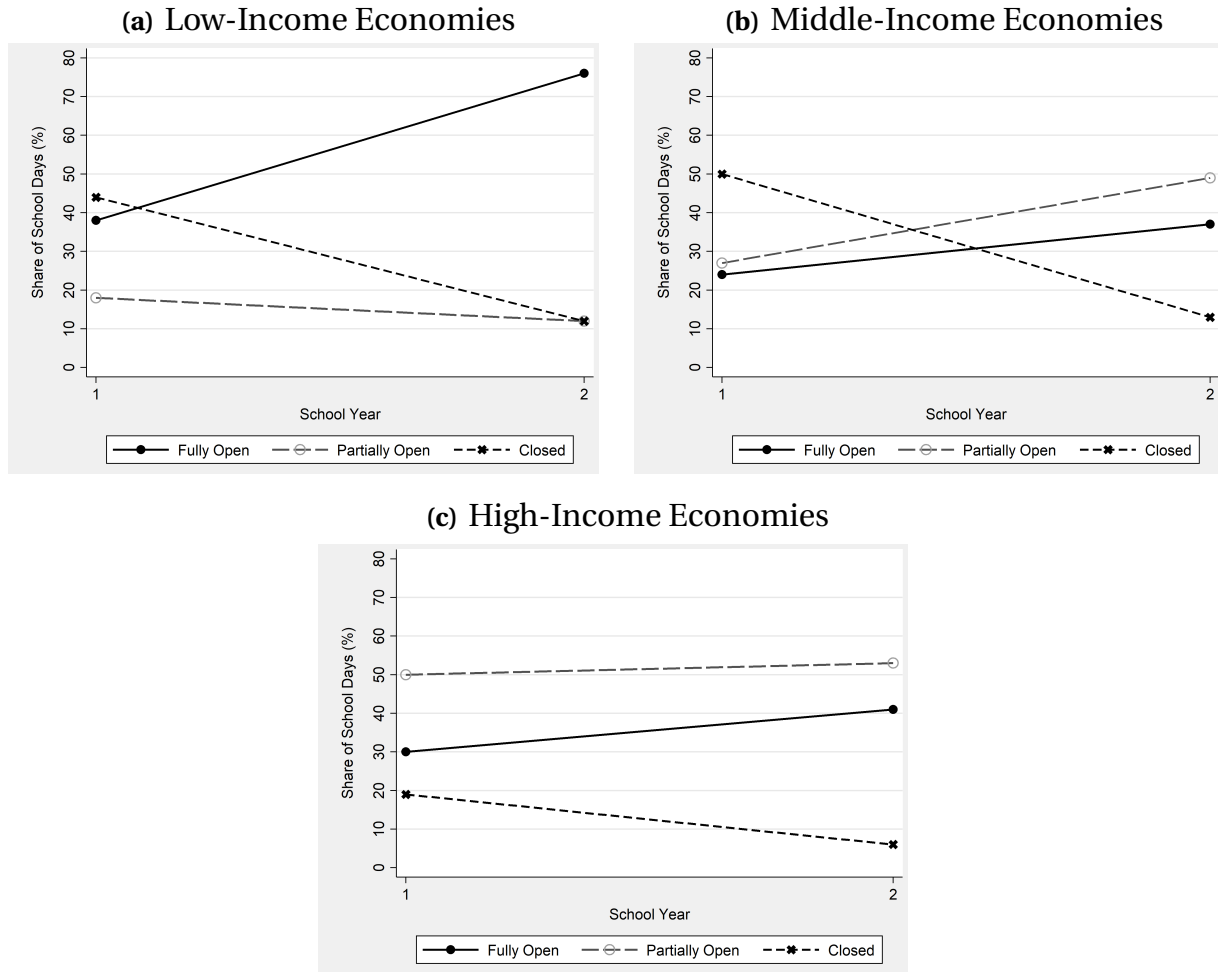 (a) Low-Income Economies
80
70
60
50
40
30
20
10
0
Share of School Days (%)
1 2
School Year
Fully Open Partially Open Closed
(b) Middle-Income Economies
80
70
60
50
40
30
20
10
0
Share of School Days (%)
1 2
School Year
Fully Open Partially Open Closed
(c) High-Income Economies
80
70
60
50
40
30
20
10
0
Share of School Days (%)
1 2
School Year
Fully Open Partially Open Closed